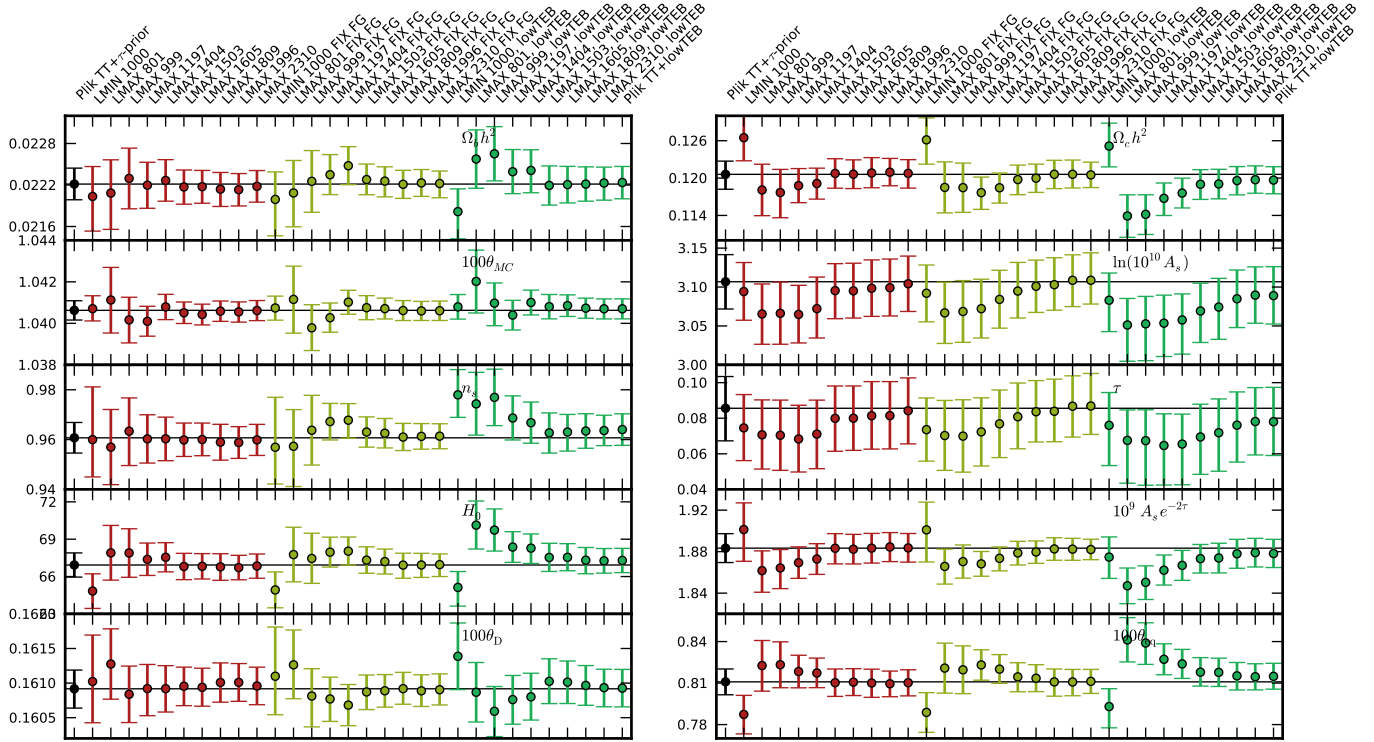 Plik TT+τ-prior
LMIN 1000
LMAX 801
LMAX 999
LMAX 1197
LMAX 1404
LMAX 1503
LMAX 1605
LMAX 1809
LMAX 1996
LMAX 2310
LMIN 1000 FIX FG
LMAX 801 FIX FG
LMAX 999 FIX FG
LMAX 1197 FIX FG
LMAX 1404 FIX FG
LMAX 1503 FIX FG
LMAX 1605 FIX FG
LMAX 1809 FIX FG
LMAX 1996 FIX FG
LMAX 2310 FIX FG
LMIN 1000, lowTEB
LMAX 801, lowTEB
LMAX 999, lowTEB
LMAX 1197, lowTEB
LMAX 1404, lowTEB
LMAX 1503, lowTEB
LMAX 1605, lowTEB
LMAX 1809, lowTEB
LMAX 2310, lowTEB
Plik TT+lowTEB
0.0228
0.0222
0.0216
Ω_b h²
1.044
1.042
1.040
1.038
100θ_MC
0.98
0.96
0.94
n_s
72
69
66
63
H_0
0.1620
0.1615
0.1610
0.1605
100θ_D
Plik TT+τ-prior
LMIN 1000
LMAX 801
LMAX 999
LMAX 1197
LMAX 1404
LMAX 1503
LMAX 1605
LMAX 1809
LMAX 1996
LMAX 2310
LMIN 1000 FIX FG
LMAX 801 FIX FG
LMAX 999 FIX FG
LMAX 1197 FIX FG
LMAX 1404 FIX FG
LMAX 1503 FIX FG
LMAX 1605 FIX FG
LMAX 1809 FIX FG
LMAX 1996 FIX FG
LMAX 2310 FIX FG
LMIN 1000, lowTEB
LMAX 801, lowTEB
LMAX 999, lowTEB
LMAX 1197, lowTEB
LMAX 1404, lowTEB
LMAX 1503, lowTEB
LMAX 1605, lowTEB
LMAX 1809, lowTEB
LMAX 2310, lowTEB
Plik TT+lowTEB
0.126
0.120
0.114
Ω_c h²
3.15
3.10
3.05
3.00
ln(10¹⁰ A_s)
0.10
0.08
0.06
0.04
τ
1.92
1.88
1.84
10⁹ A_s e^{−2τ}
0.84
0.81
0.78
100θ_eq